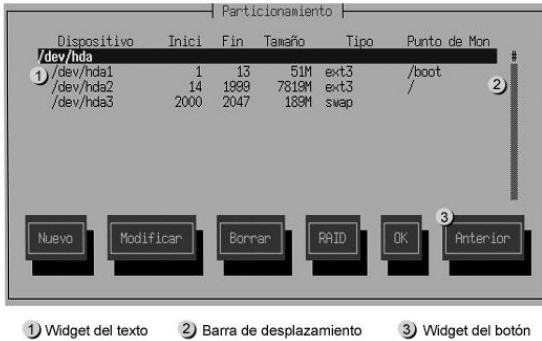 Particionamiento
Dispositivo Inici Fin Tamaño Tipo Punto de Mon
/dev/hda #
1 /dev/hda1 1 13 51M ext3 /boot
/dev/hda2 14 1999 7819M ext3 / 2
/dev/hda3 2000 2047 189M swap
3
Nuevo Modificar Borrar RAID OK Anterior
1 Widget del texto 2 Barra de desplazamiento 3 Widget del botón